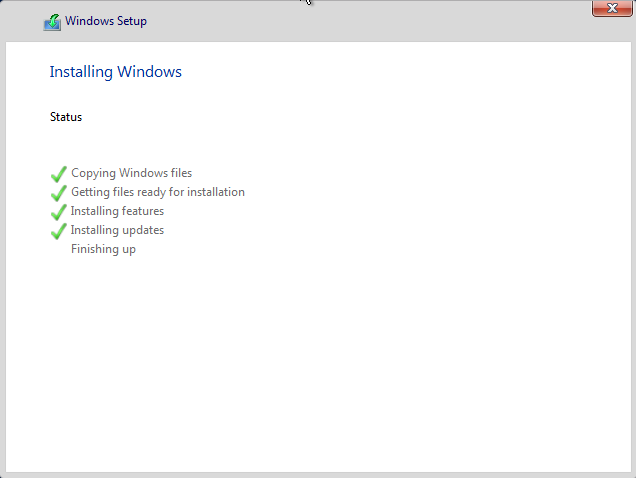 Windows Setup
Installing Windows
Status
Copying Windows files
Getting files ready for installation
Installing features
Installing updates
Finishing up